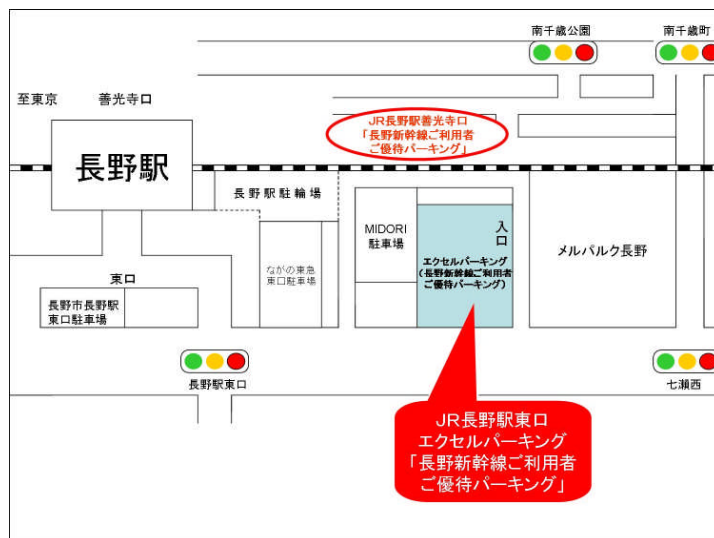 南千歳公園
南千歳町
至東京
善光寺口
JR長野駅善光寺口
「長野新幹線ご利用者
ご優待パーキング」
長野駅
長野駅駐輪場
MIDORI
駐車場
入口
エクセルパーキング
（長野新幹線ご利用者
ご優待パーキング）
メルパルク長野
ながの東急
東口駐車場
東口
長野市長野駅
東口駐車場
長野駅東口
七瀬西
JR長野駅東口
エクセルパーキング
「長野新幹線ご利用者
ご優待パーキング」